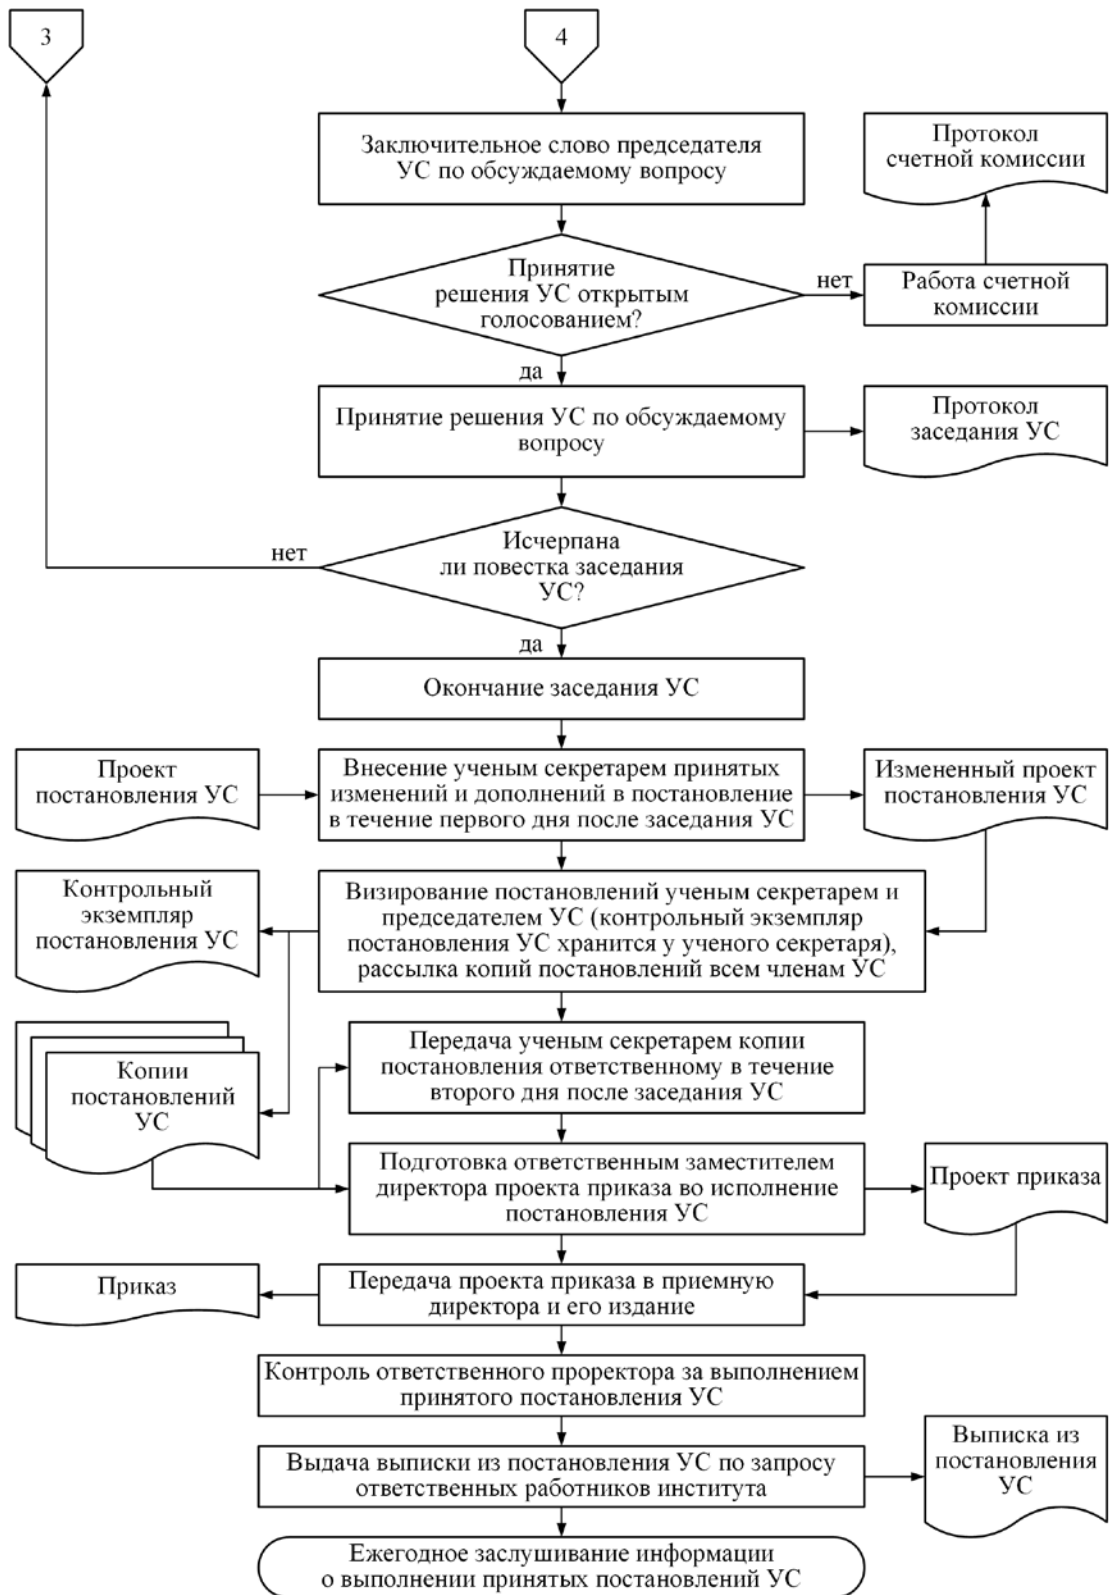 3
4
Заключительное слово председателя
УС по обсуждаемому вопросу
Протокол
счетной комиссии
Принятие
решения УС открытым
голосованием?
нет
Работа счетной
комиссии
да
Принятие решения УС по обсуждаемому
вопросу
Протокол
заседания УС
нет
Исчерпана
ли повестка заседания
УС?
да
Окончание заседания УС
Проект
постановления УС
Внесение ученым секретарем принятых
изменений и дополнений в постановление
в течение первого дня после заседания УС
Измененный проект
постановления УС
Контрольный
экземпляр
постановления УС
Визирование постановлений ученым секретарем и
председателем УС (контрольный экземпляр
постановления УС хранится у ученого секретаря),
рассылка копий постановлений всем членам УС
Копии
постановлений
УС
Передача ученым секретарем копии
постановления ответственному в течение
второго дня после заседания УС
Подготовка ответственным заместителем
директора проекта приказа во исполнение
постановления УС
Проект приказа
Приказ
Передача проекта приказа в приемную
директора и его издание
Контроль ответственного проректора за выполнением
принятого постановления УС
Выдача выписки из постановления УС по запросу
ответственных работников института
Выписка из
постановления
УС
Ежегодное заслушивание информации
о выполнении принятых постановлений УС